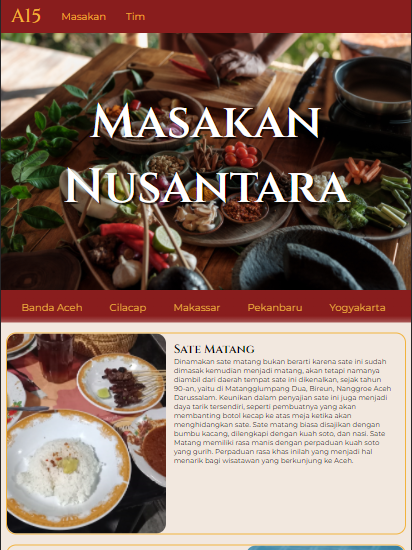 A15 Masakan Tim
MASAKAN
NUSANTARA
Banda Aceh Cilacap Makassar Pekanbaru Yogyakarta
SATE MATANG
Dinamakan sate matang bukan berarti karena sate ini sudah
dimasak kemudian menjadi matang, akan tetapi namanya
diambil dari daerah tempat sate ini dikenalkan, sejak tahun
90-an, yaitu di Matangglumpang Dua, Bireun, Nanggroe Aceh
Darussalam. Keunikan dalam penyajian sate ini juga menjadi
daya tarik tersendiri, seperti pembuatnya yang akan
membanting botol kecap ke atas meja ketika akan
menghidangkan sate. Sate matang biasa disajikan dengan
bumbu kacang, dilengkapi dengan kuah soto, dan nasi. Sate
Matang memiliki rasa manis dengan perpaduan kuah soto
yang gurih. Perpaduan rasa khas inilah yang menjadi hal
menarik bagi wisatawan yang berkunjung ke Aceh.